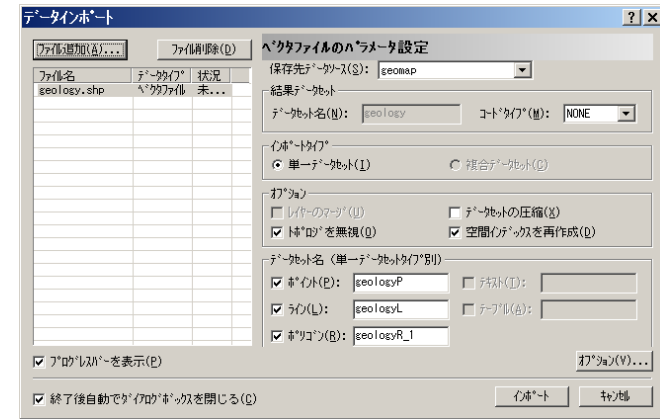 データインポート
ファイル追加(A)...
ファイル削除(D)
ファイル名 データタイプ 状況
geology.shp ベクタファイル 未...
ベクタファイルのパラメータ設定
保存先データソース(S): geomap
結果データセット
データセット名(N): geology コードタイプ(M): NONE
インポートタイプ
単一データセット(I) 複合データセット(C)
オプション
レイヤーのマージ(U) データセットの圧縮(X)
トポロジを無視(O) 空間インデックスを再作成(D)
データセット名 (単一データセットタイプ別)
ポイント(P): geologyP テキスト(T):
ライン(L): geologyL テーブル(A):
ポリゴン(R): geologyR_1
プログレスバーを表示(P)
オプション(V)...
終了後自動でダイアログボックスを閉じる(C)
インポート
キャンセル